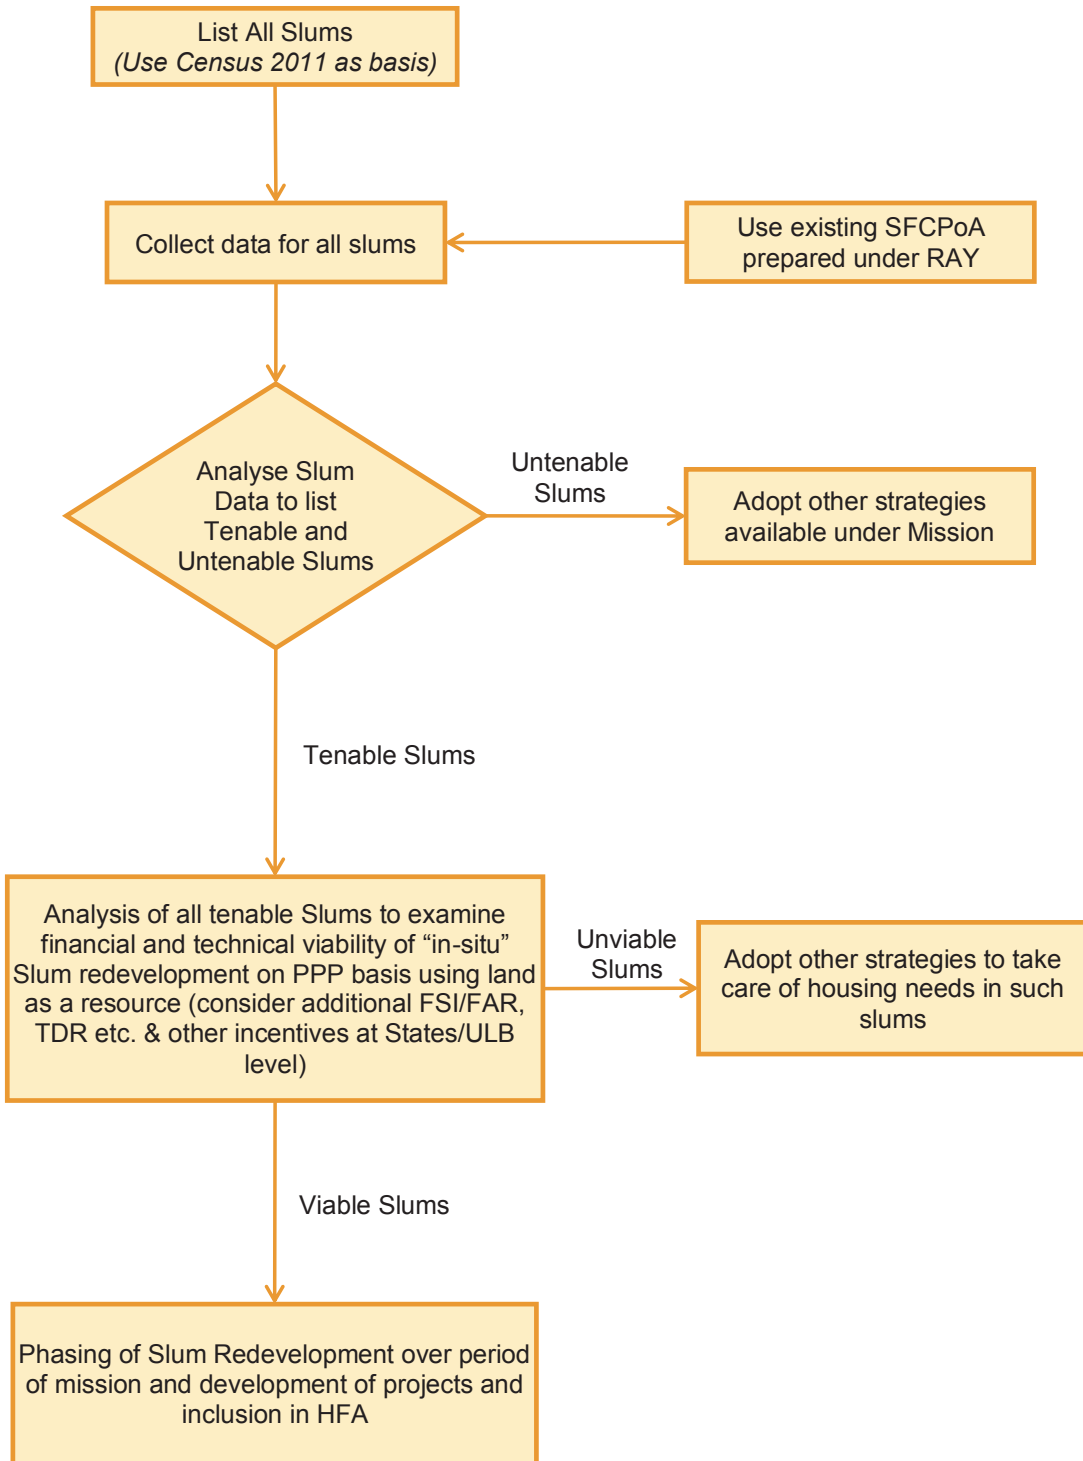 List All Slums
(Use Census 2011 as basis)
Collect data for all slums
Use existing SFCPoA
prepared under RAY
Analyse Slum
Data to list
Tenable and
Untenable Slums
Untenable
Slums
Adopt other strategies
available under Mission
Tenable Slums
Analysis of all tenable Slums to examine
financial and technical viability of “in-situ”
Slum redevelopment on PPP basis using land
as a resource (consider additional FSI/FAR,
TDR etc. & other incentives at States/ULB
level)
Unviable
Slums
Adopt other strategies to take
care of housing needs in such
slums
Viable Slums
Phasing of Slum Redevelopment over period
of mission and development of projects and
inclusion in HFA